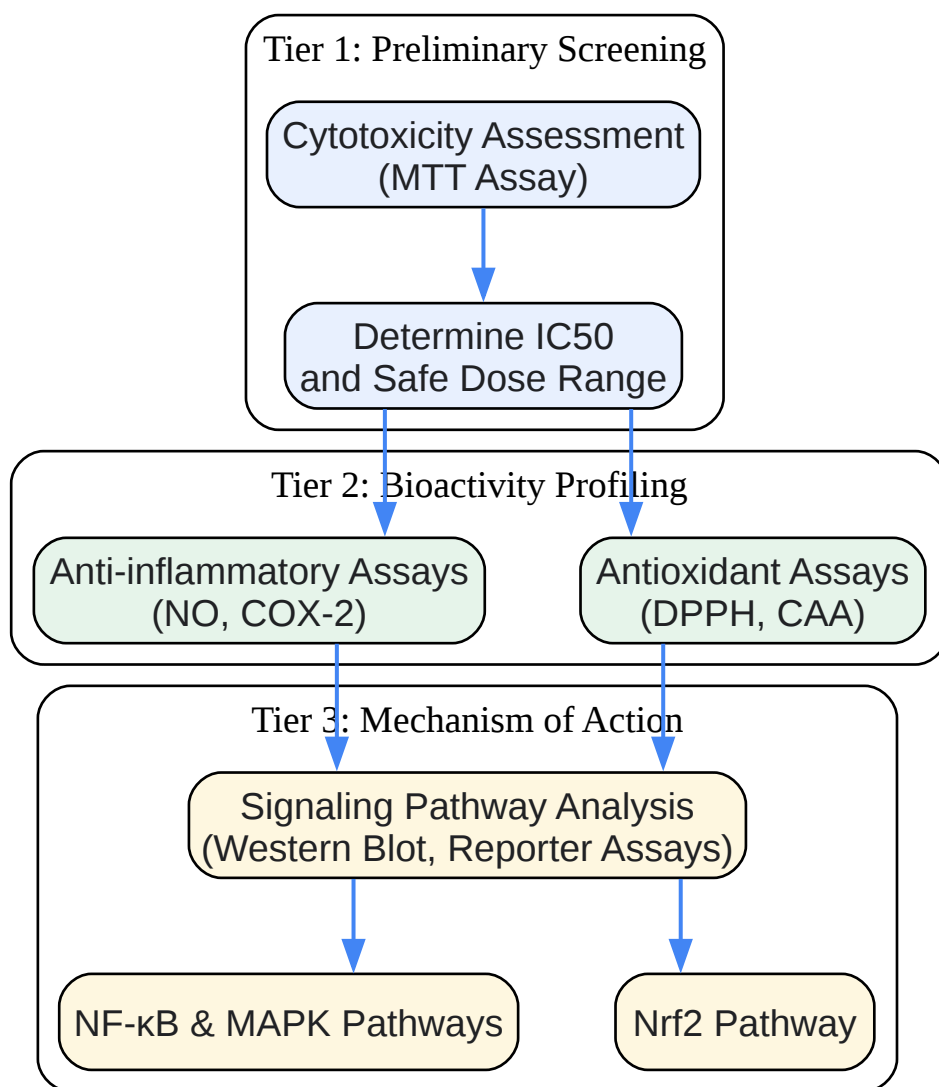 Tier 1: Preliminary Screening
Cytotoxicity Assessment
(MTT Assay)
Determine IC50
and Safe Dose Range
Tier 2: Bioactivity Profiling
Anti-inflammatory Assays
(NO, COX-2)
Antioxidant Assays
(DPPH, CAA)
Tier 3: Mechanism of Action
Signaling Pathway Analysis
(Western Blot, Reporter Assays)
NF-κB & MAPK Pathways
Nrf2 Pathway